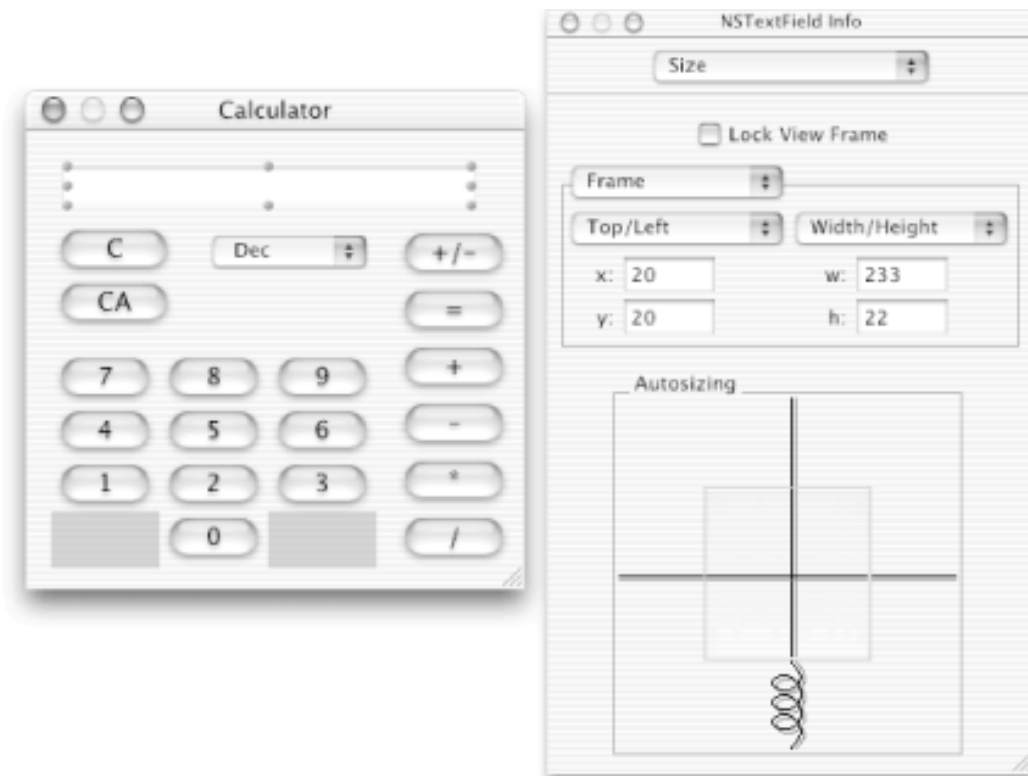 Calculator
C
Dec
+/-
CA
=
7
8
9
+
4
5
6
-
1
2
3
*
0
/
NSTextField Info
Size
Lock View Frame
Frame
Top/Left
Width/Height
x: 20
w: 233
y: 20
h: 22
Autosizing